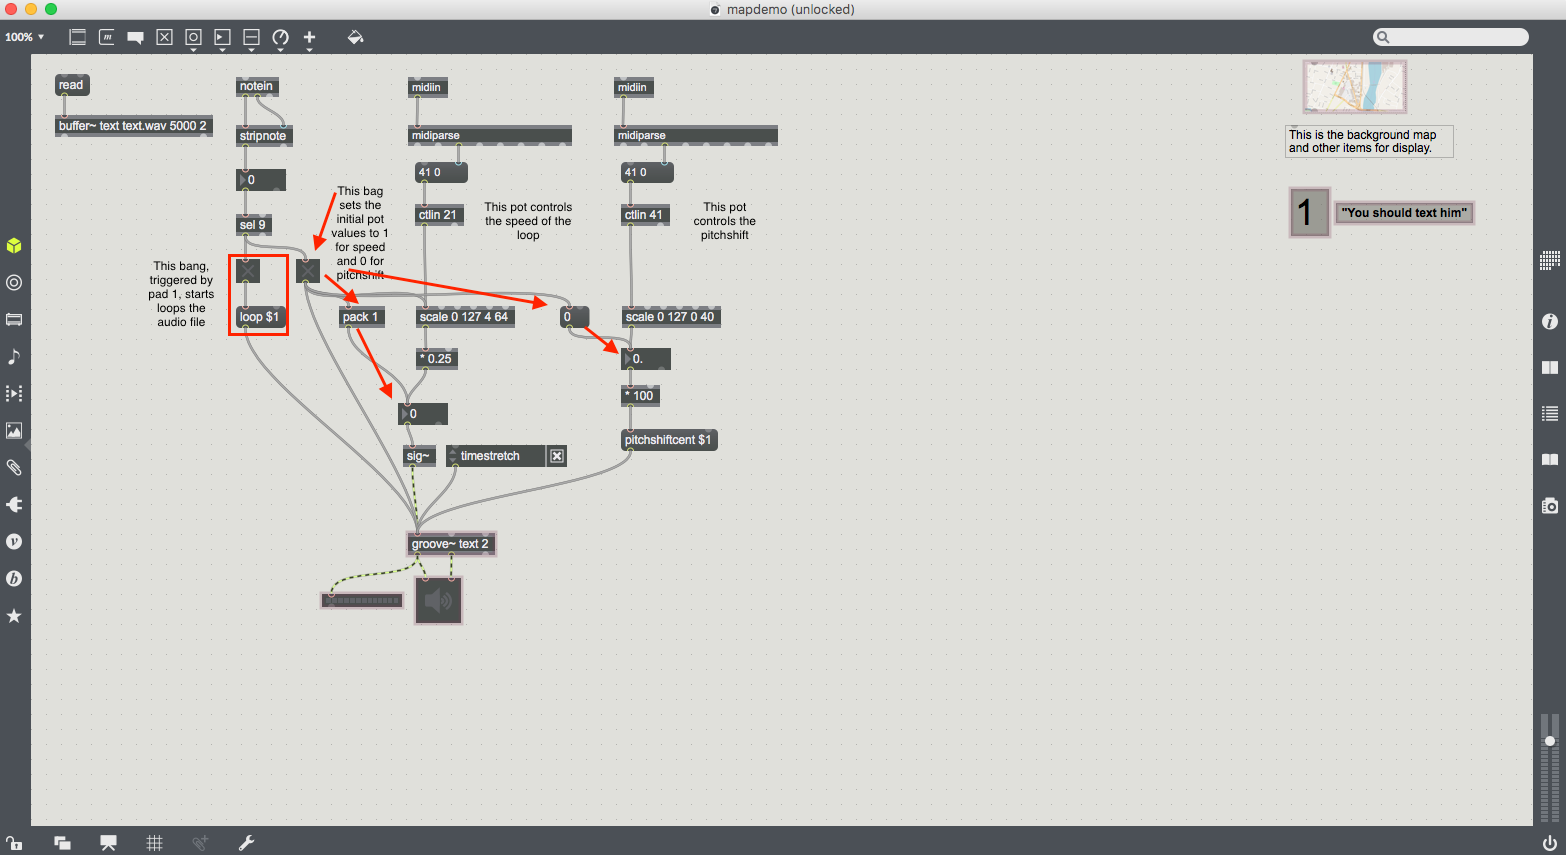 mapdemo (unlocked)
100%
read
buffer~ text text.wav 5000 2
notein
stripnote
0
sel 9
This bang,
triggered by
pad 1, starts
loops the
audio file
loop $1
This bag
sets the
initial pot
values to 1
for speed
and 0 for
pitchshift
pack 1
midiin
midiparse
41 0
ctlin 21
This pot controls
the speed of the
loop
scale 0 127 4 64
* 0.25
0
sig~
timestretch
midiin
midiparse
41 0
ctlin 41
This pot
controls the
pitchshift
0
scale 0 127 0 40
0.
* 100
pitchshiftcent $1
groove~ text 2
This is the background map
and other items for display.
1
"You should text him"